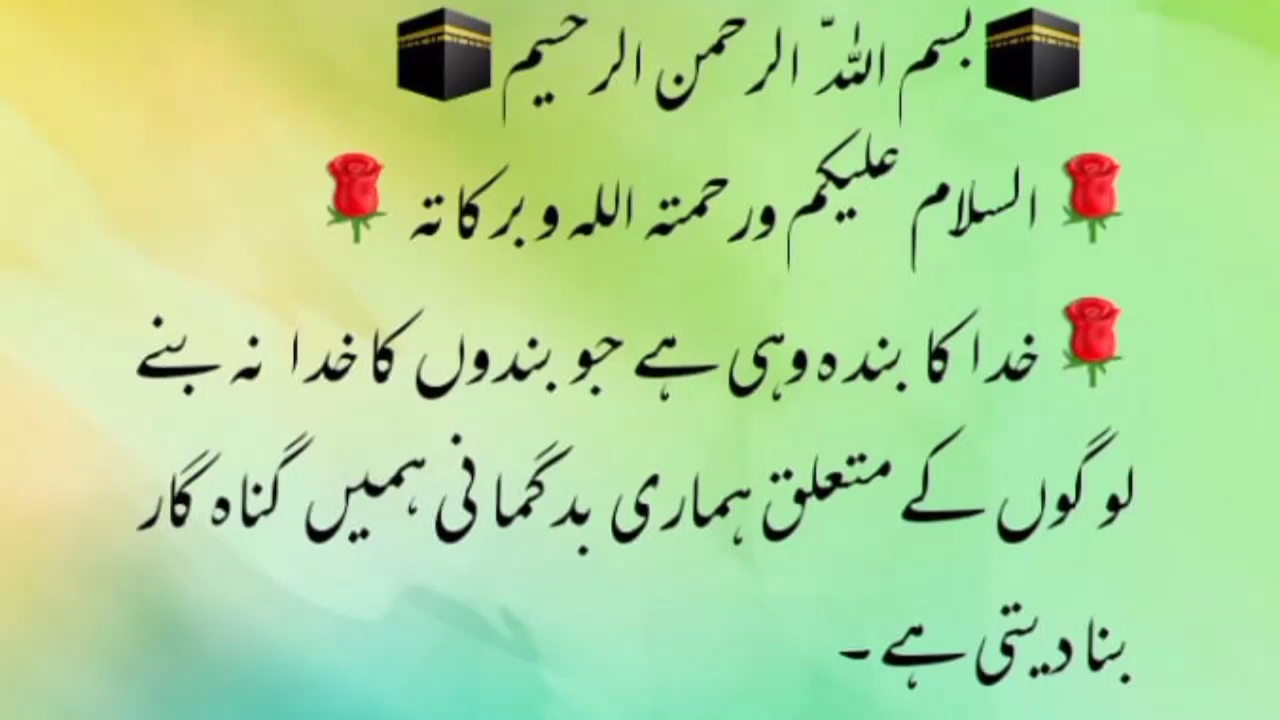 🕋بسم اللہ الرحمن الرحیم🕋
🌹 السلام علیکم ورحمتہ اللہ وبرکاتہ 🌹
🌹خدا کا بندہ وہی ہے جو بندوں کا خدا نہ بنے
لوگوں کے متعلق ہماری بدگمانی ہمیں گناہ گار
بنا دیتی ہے۔